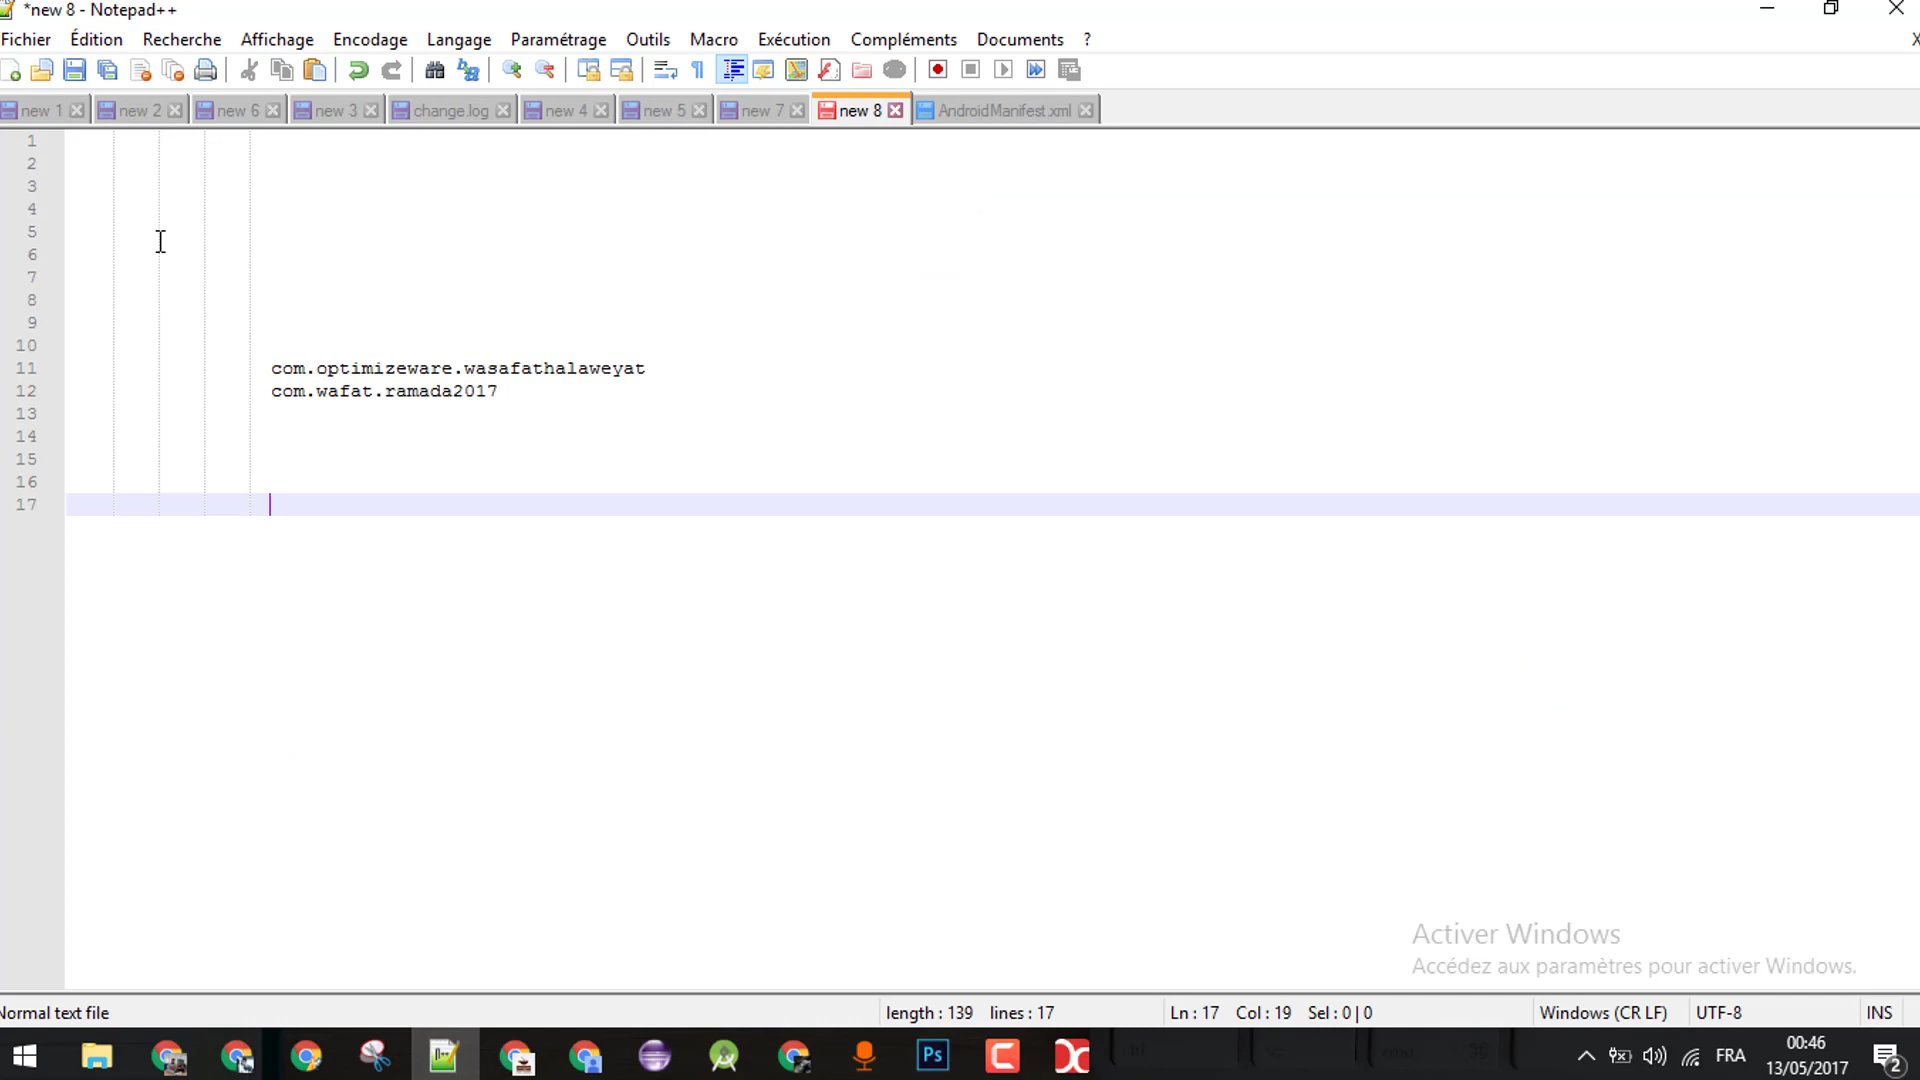 *new 8 - Notepad++
Fichier Édition Recherche Affichage Encodage Langage Paramétrage Outils Macro Exécution Compléments Documents ?
X
new 1 new 2 new 6 new 3 change.log new 4 new 5 new 7 new 8 AndroidManifest.xml
1
2
3
4
5
6
7
8
9
10
11 com.optimizeware.wasafathalaweyat
12 com.wafat.ramada2017
13
14
15
16
17
Activer Windows
Accédez aux paramètres pour activer Windows.
Normal text file length : 139 lines : 17 Ln : 17 Col : 19 Sel : 0 | 0 Windows (CR LF) UTF-8 INS
Ps
FRA
00:46
13/05/2017
2